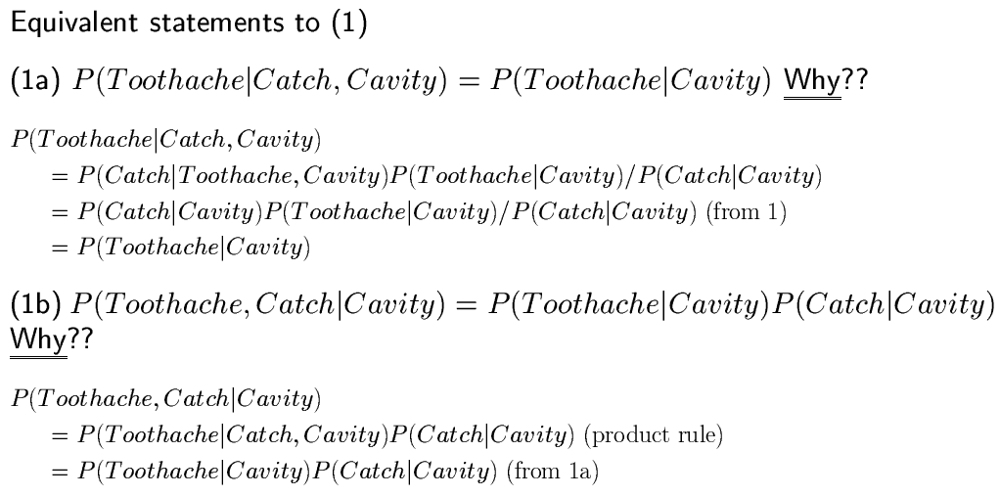 Equivalent statements to (1)
(1a) P(Toothache|Catch, Cavity) = P(Toothache|Cavity) Why??
P(Toothache|Catch, Cavity)
= P(Catch|Toothache, Cavity)P(Toothache|Cavity)/P(Catch|Cavity)
= P(Catch|Cavity)P(Toothache|Cavity)/P(Catch|Cavity) (from 1)
= P(Toothache|Cavity)
(1b) P(Toothache, Catch|Cavity) = P(Toothache|Cavity)P(Catch|Cavity)
Why??
P(Toothache, Catch|Cavity)
= P(Toothache|Catch, Cavity)P(Catch|Cavity) (product rule)
= P(Toothache|Cavity)P(Catch|Cavity) (from 1a)